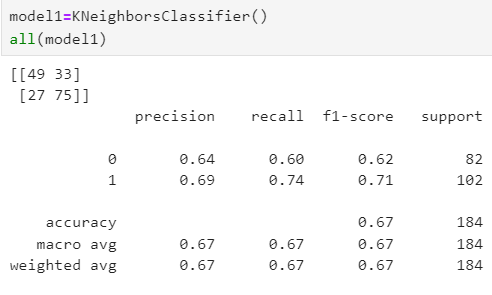 model1=KNeighborsClassifier()
all(model1)
[[49 33]
[27 75]]
precision recall f1-score support
0 0.64 0.60 0.62 82
1 0.69 0.74 0.71 102
accuracy 0.67 184
macro avg 0.67 0.67 0.67 184
weighted avg 0.67 0.67 0.67 184